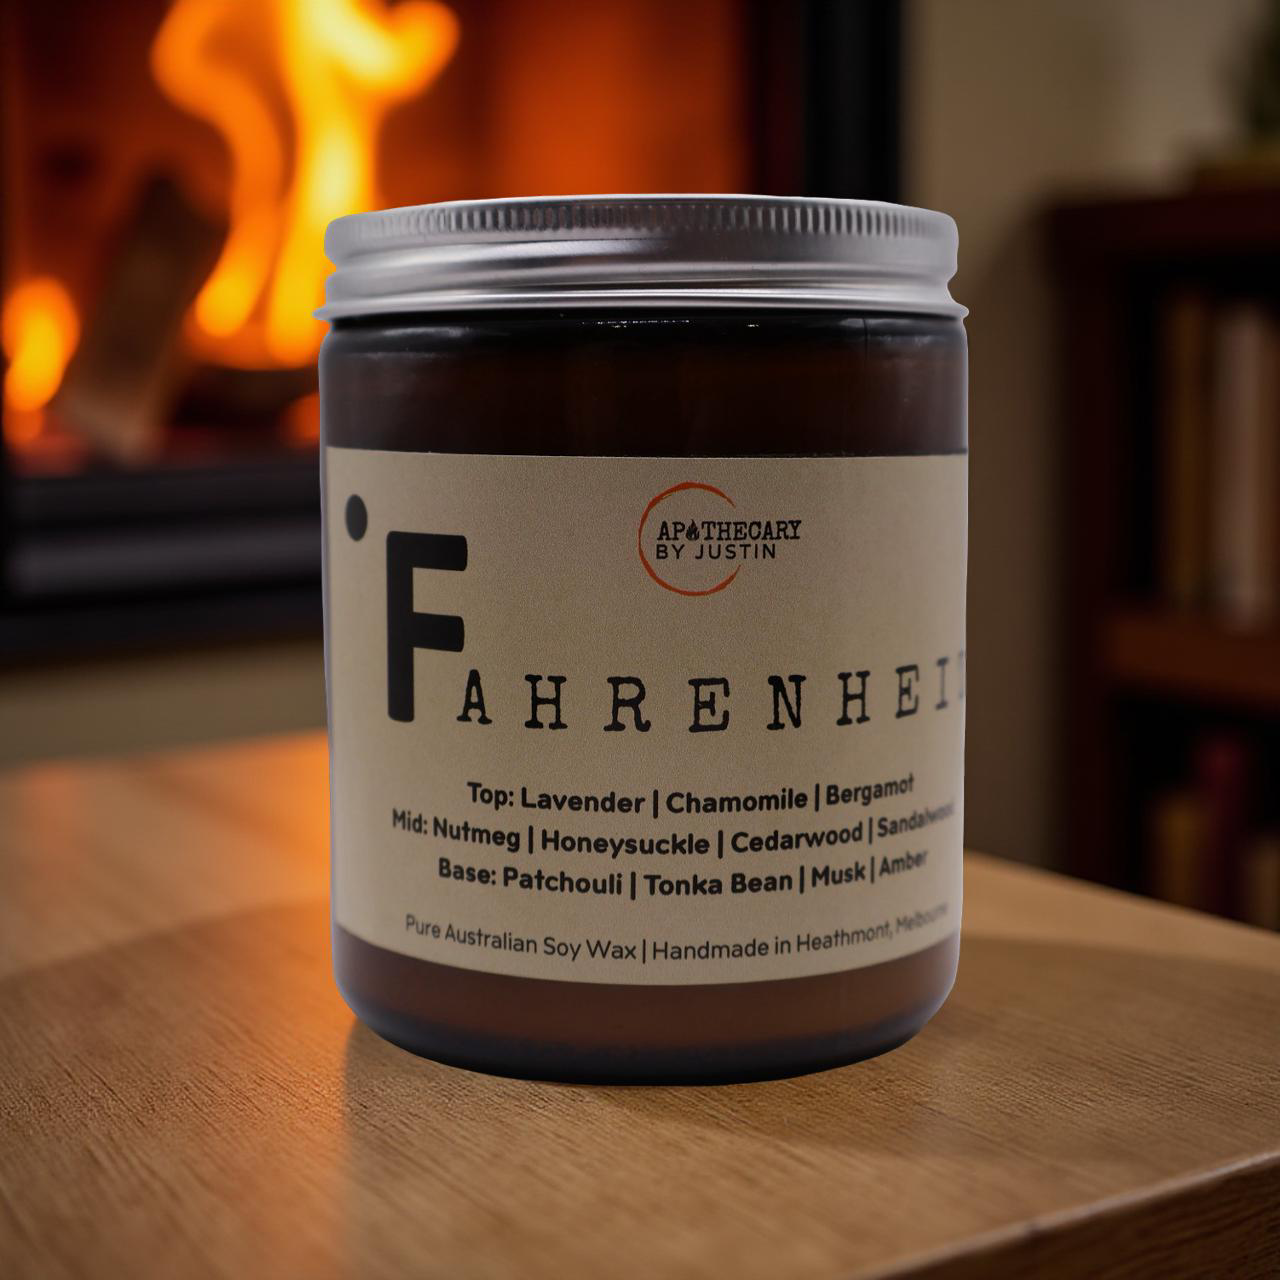 APOTHECARY
BY JUSTIN
°FAHRENHEI
Top: Lavender | Chamomile | Bergamot
Mid: Nutmeg | Honeysuckle | Cedarwood | Sandalwood
Base: Patchouli | Tonka Bean | Musk | Amber
Pure Australian Soy Wax | Handmade in Heathmont, Melbourne